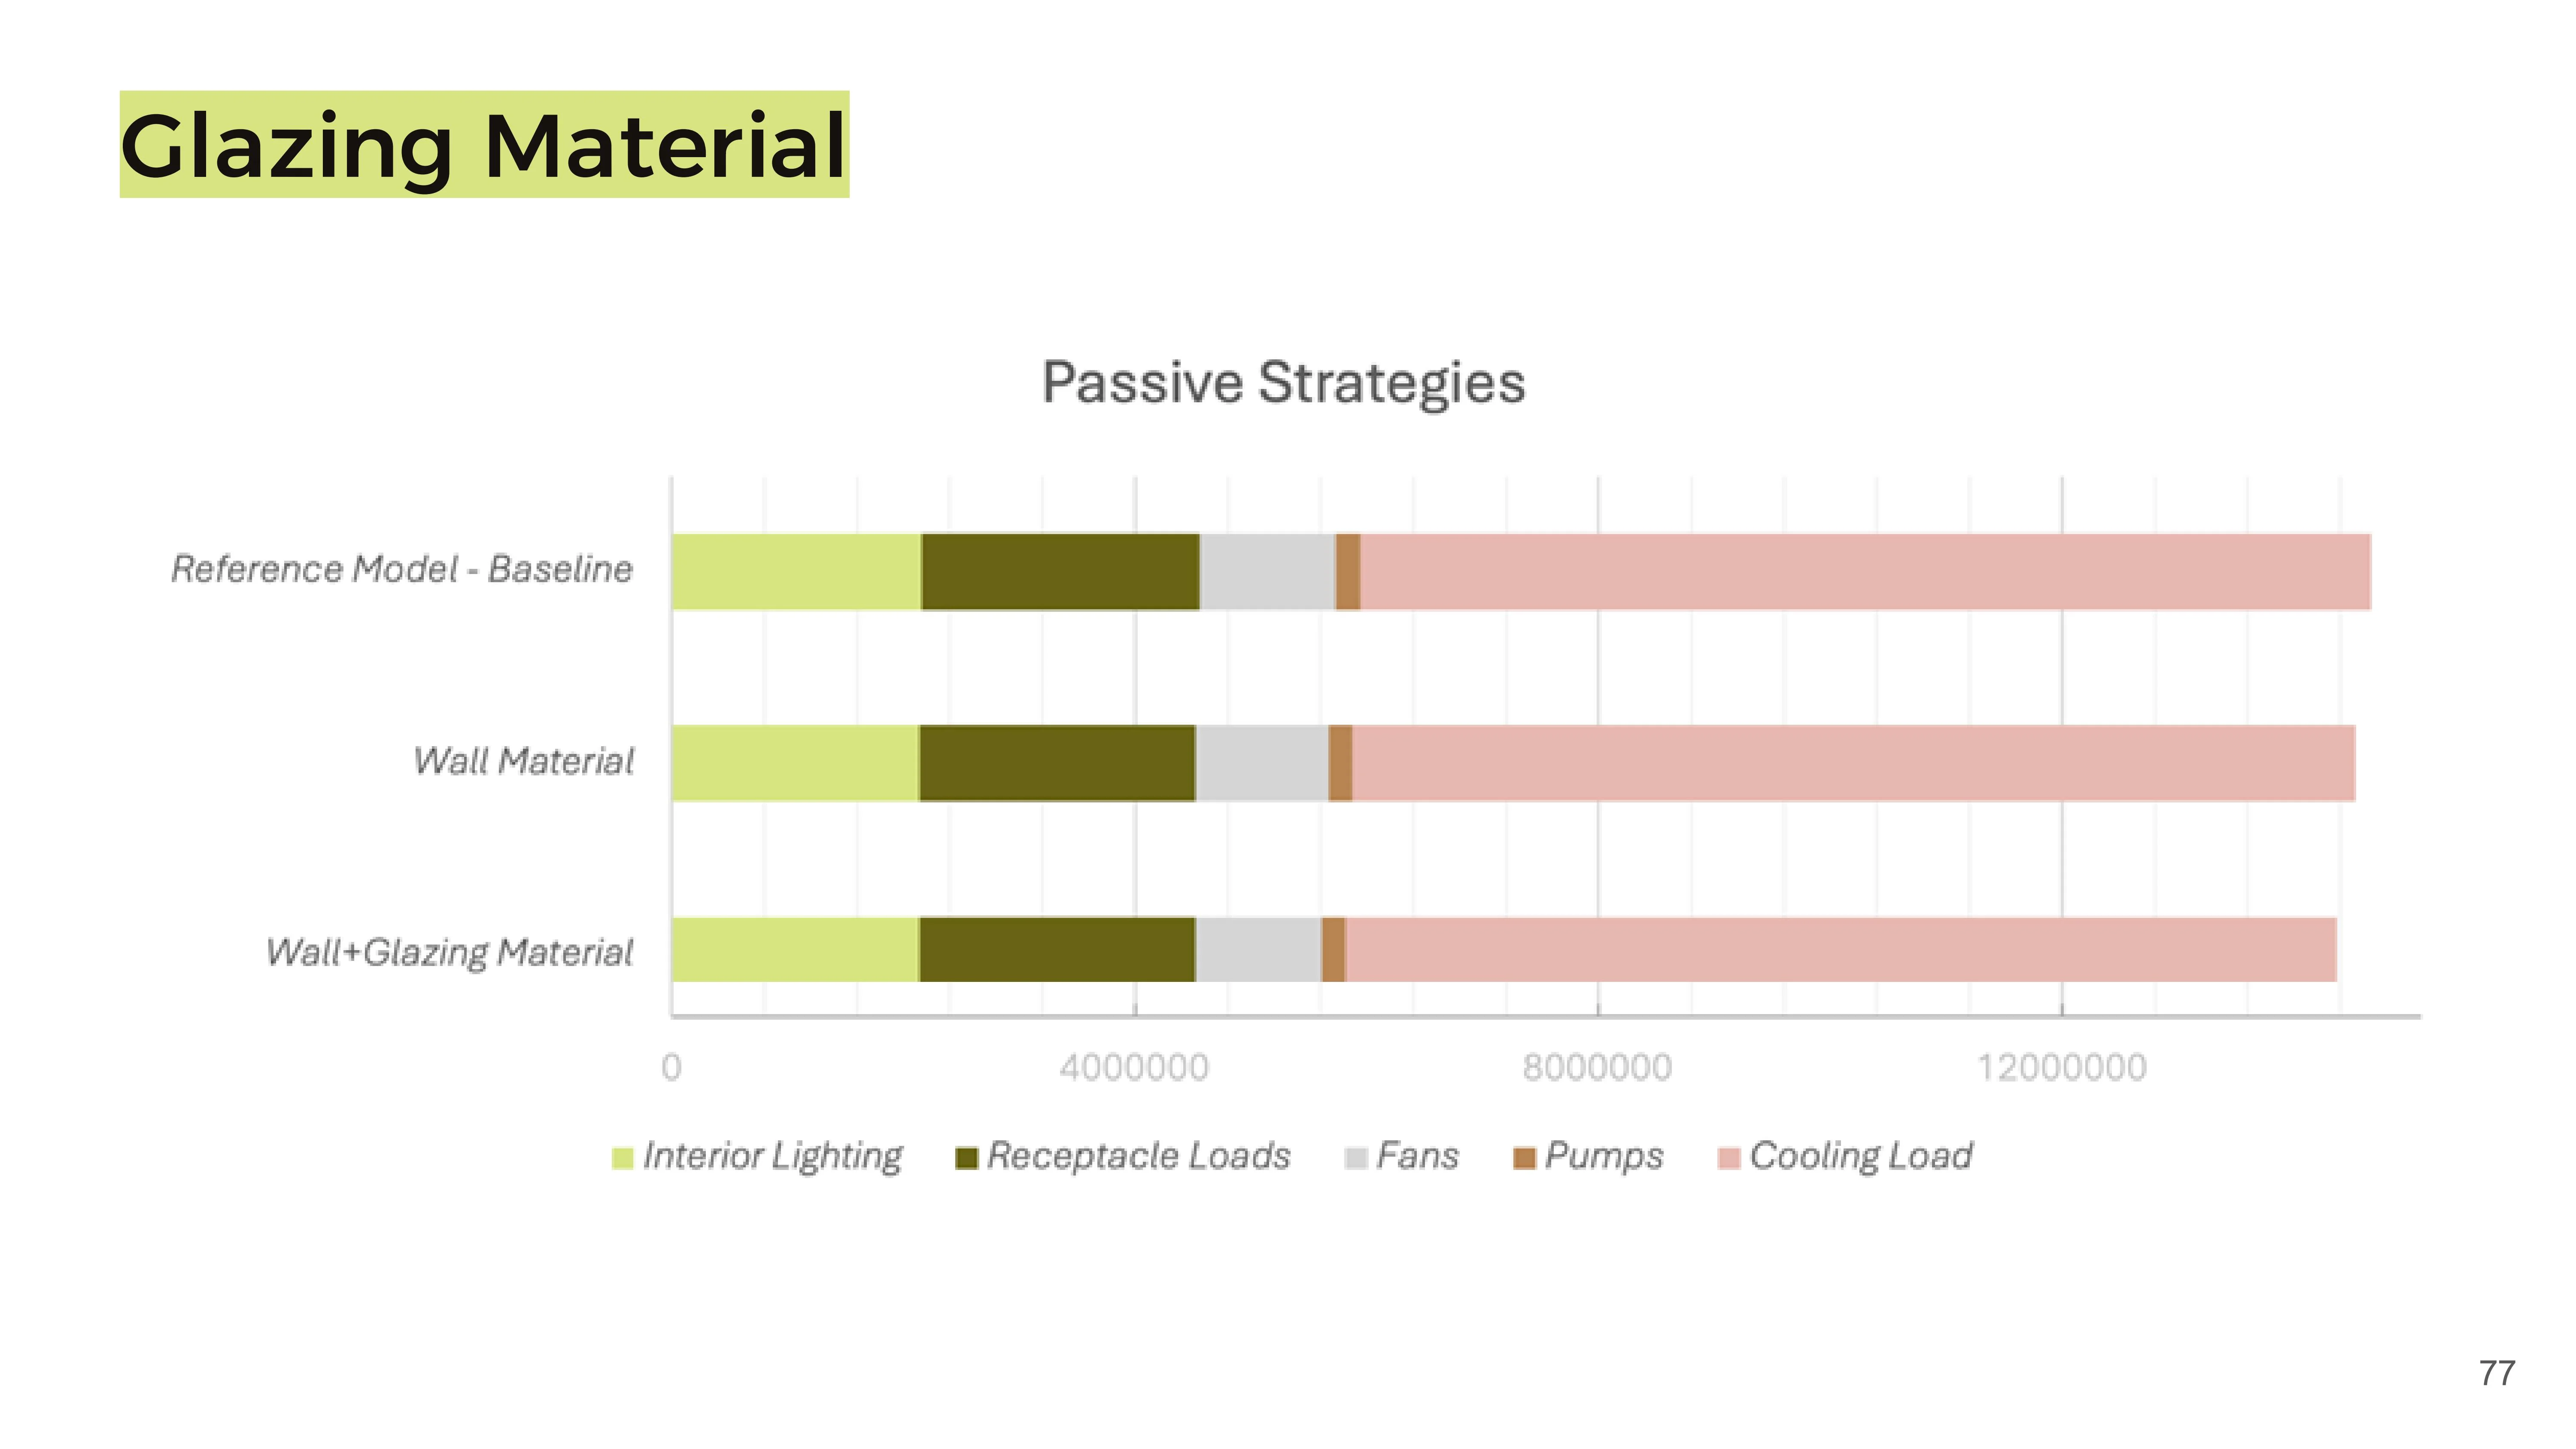 Glazing Material
Passive Strategies
Reference Model - Baseline
Wall Material
Wall+Glazing Material
0 4000000 8000000 12000000
Interior Lighting Receptacle Loads Fans Pumps Cooling Load
77